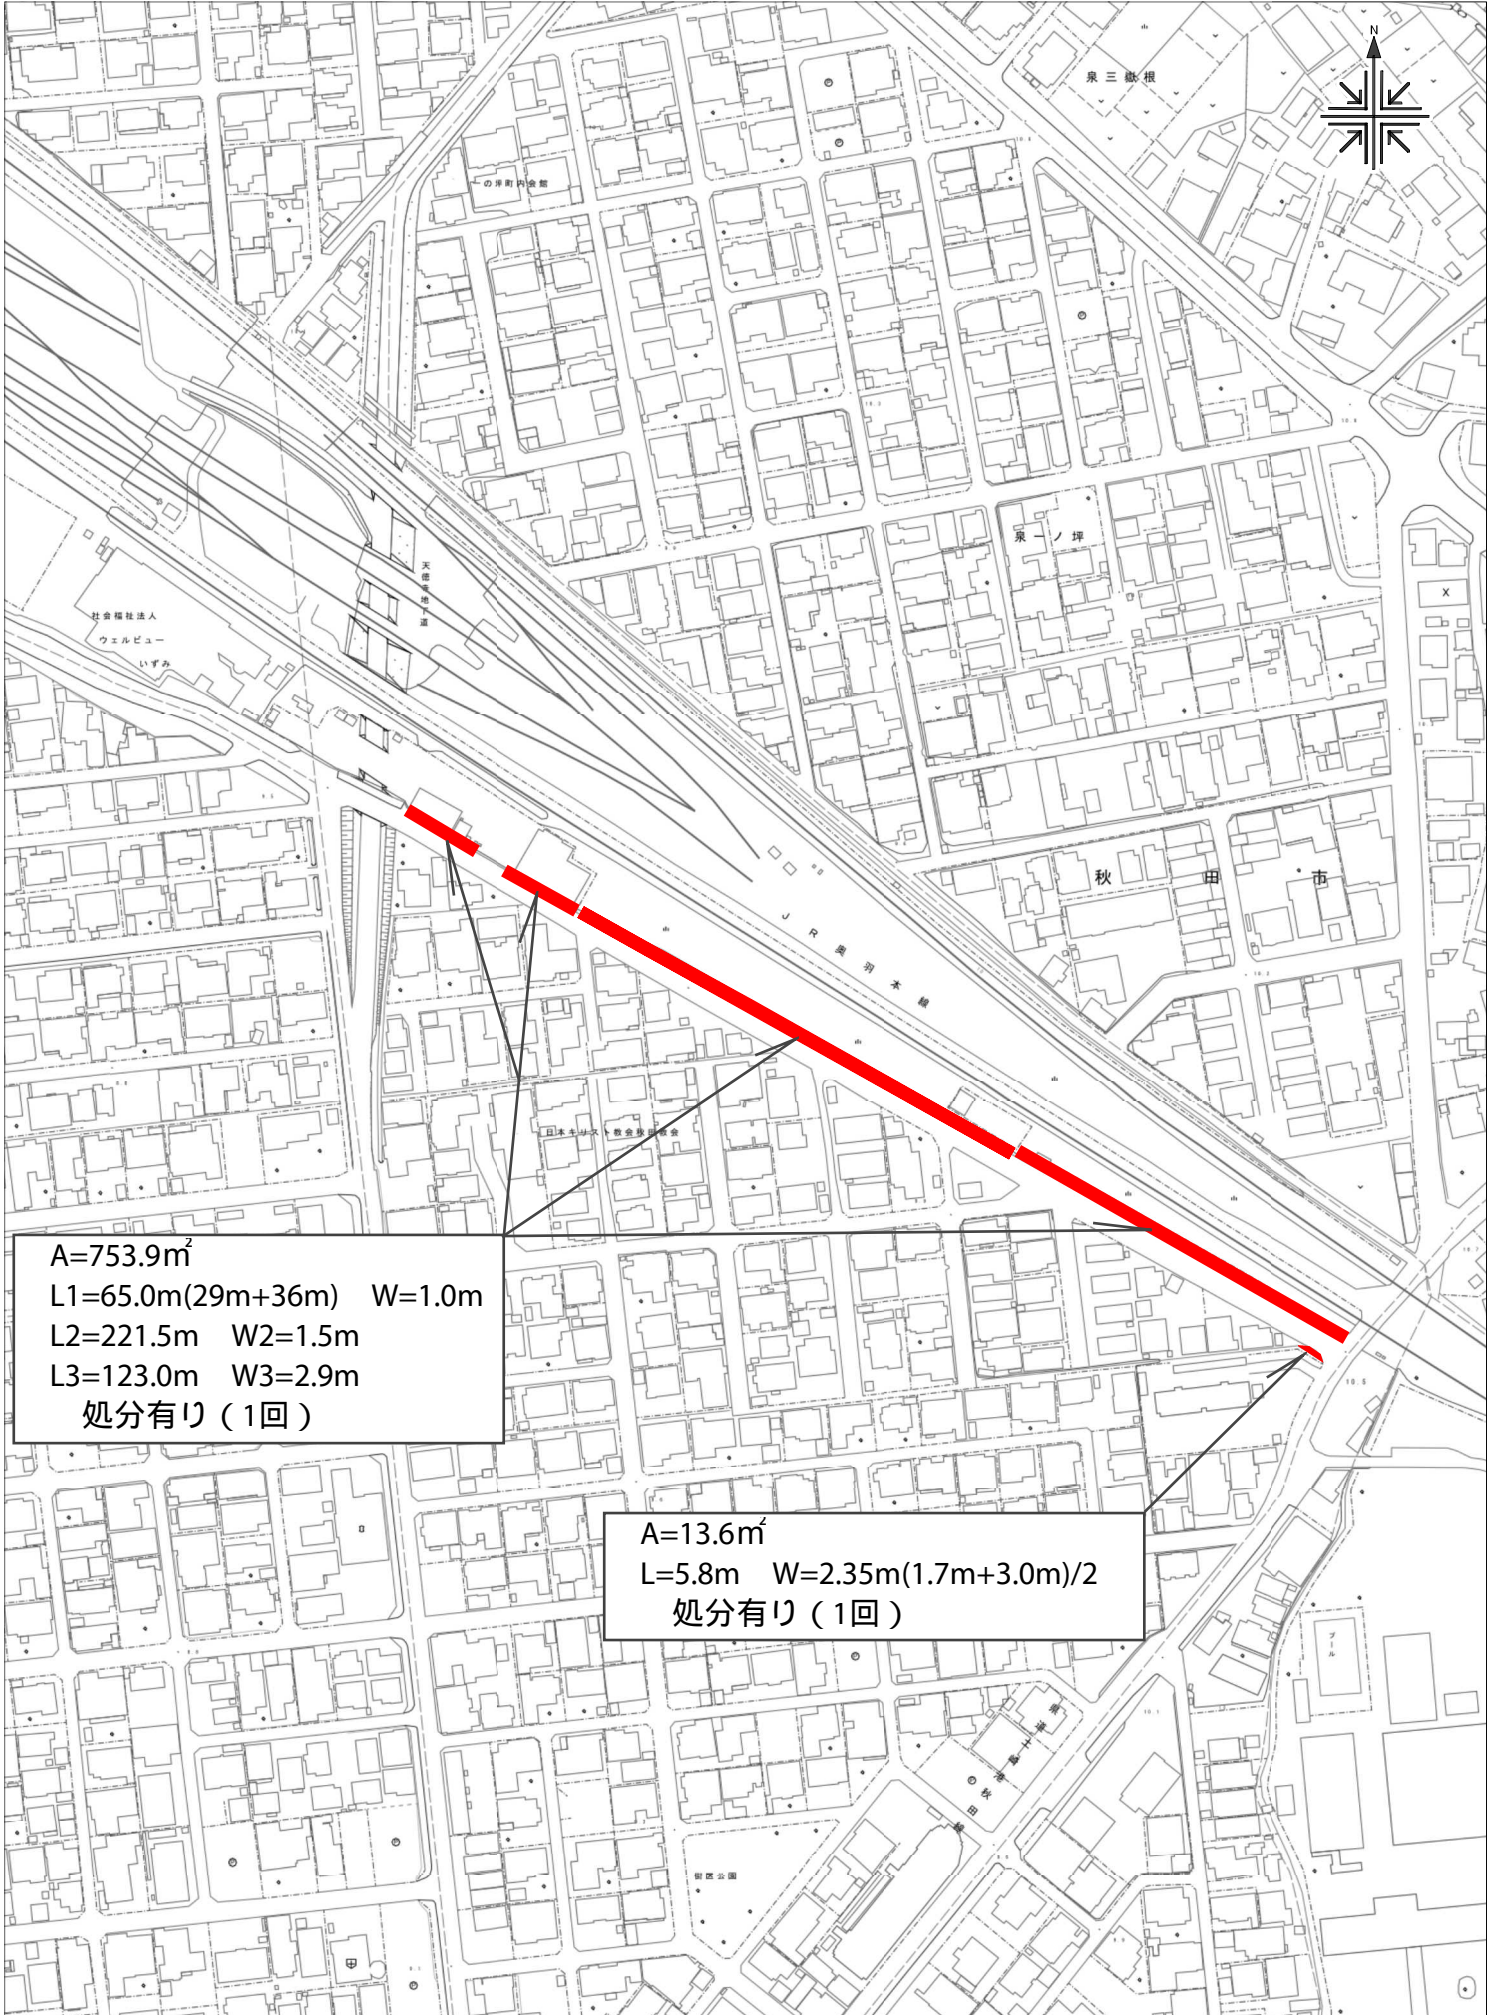 N
泉三嶽根
一の坪町内会館
泉一ノ坪
天徳寺地下道
社会福祉法人
ウェルビュー
いずみ
X
秋田市
JR奥羽本線
日本キリスト教会秋田教会
A=753.9㎡
L1=65.0m(29m+36m) W=1.0m
L2=221.5m W2=1.5m
L3=123.0m W3=2.9m
処分有り（1回）
10.5
A=13.6㎡
L=5.8m W=2.35m(1.7m+3.0m)/2
処分有り（1回）
プール
街区公園